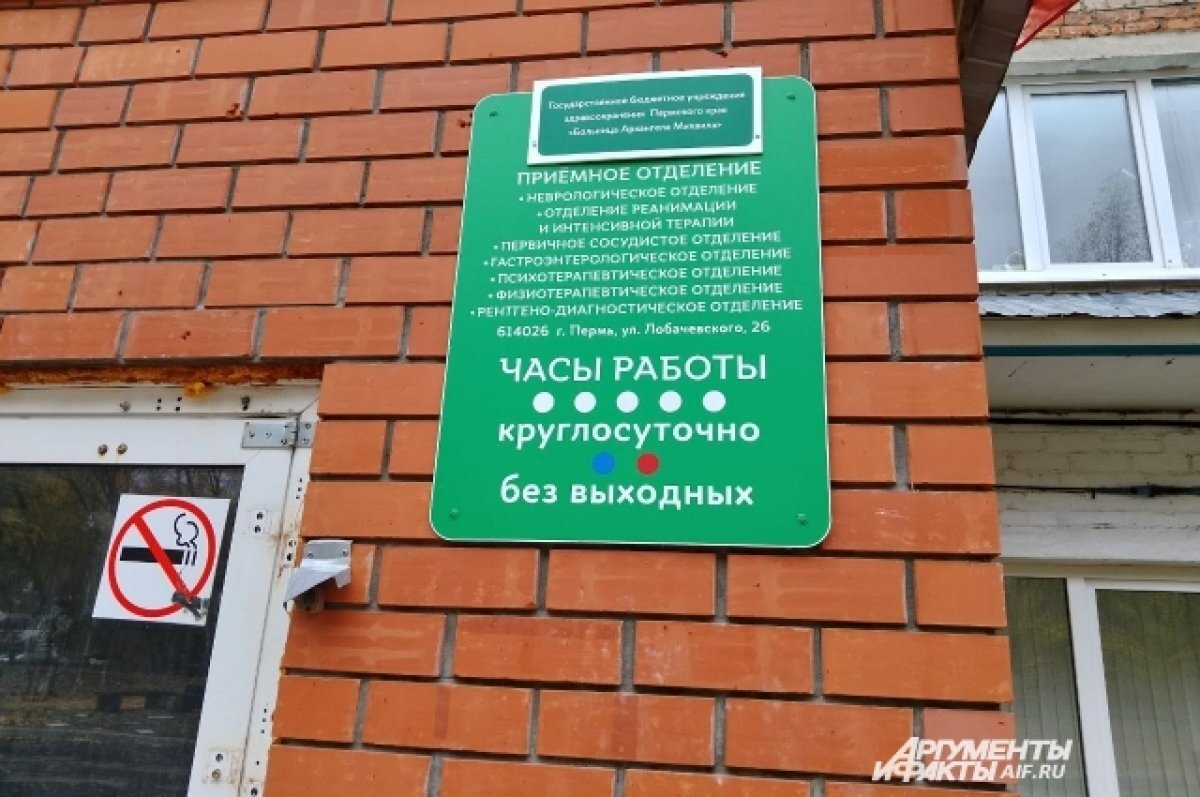 Государственное бюджетное учреждение
здравоохранения Пермского края
«Больница Архангела Михаила»
ПРИЕМНОЕ ОТДЕЛЕНИЕ
• НЕВРОЛОГИЧЕСКОЕ ОТДЕЛЕНИЕ
• ОТДЕЛЕНИЕ РЕАНИМАЦИИ
И ИНТЕНСИВНОЙ ТЕРАПИИ
• ПЕРВИЧНОЕ СОСУДИСТОЕ ОТДЕЛЕНИЕ
• ГАСТРОЭНТЕРОЛОГИЧЕСКОЕ ОТДЕЛЕНИЕ
• ПСИХОТЕРАПЕВТИЧЕСКОЕ ОТДЕЛЕНИЕ
• ФИЗИОТЕРАПЕВТИЧЕСКОЕ ОТДЕЛЕНИЕ
• РЕНТГЕНО-ДИАГНОСТИЧЕСКОЕ ОТДЕЛЕНИЕ
614026 г. Пермь, ул. Лобачевского, 26
ЧАСЫ РАБОТЫ
круглосуточно
без выходных
АРГУМЕНТЫ
И ФАКТЫ AIF.RU